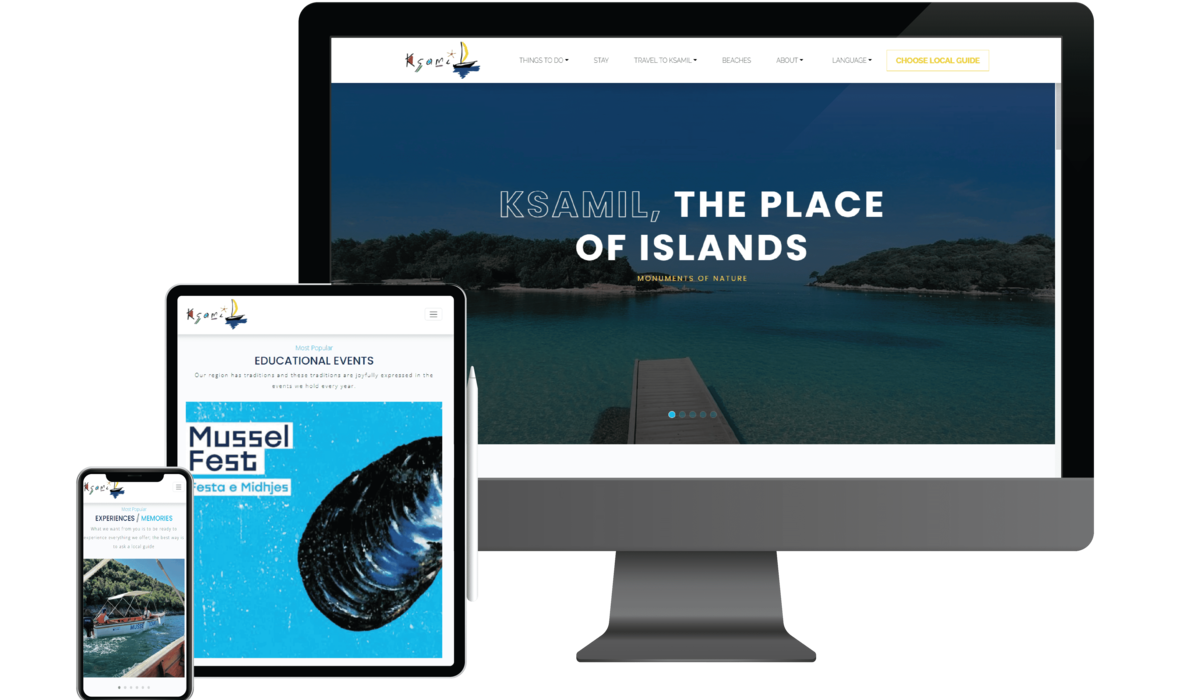 Ksamil
THINGS TO DO
STAY
TRAVEL TO KSAMIL
BEACHES
ABOUT
LANGUAGE
CHOOSE LOCAL GUIDE
KSAMIL, THE PLACE
OF ISLANDS
MONUMENTS OF NATURE
Ksamil
Most Popular
EDUCATIONAL EVENTS
Our region has traditions and these traditions are joyfully expressed in the
events we hold every year.
Mussel
Fest
Festa e Midhjes
Ksamil
Most Popular
EXPERIENCES / MEMORIES
What we want from you is to be ready to
experience everything we offer, the best way is
to ask a local guide